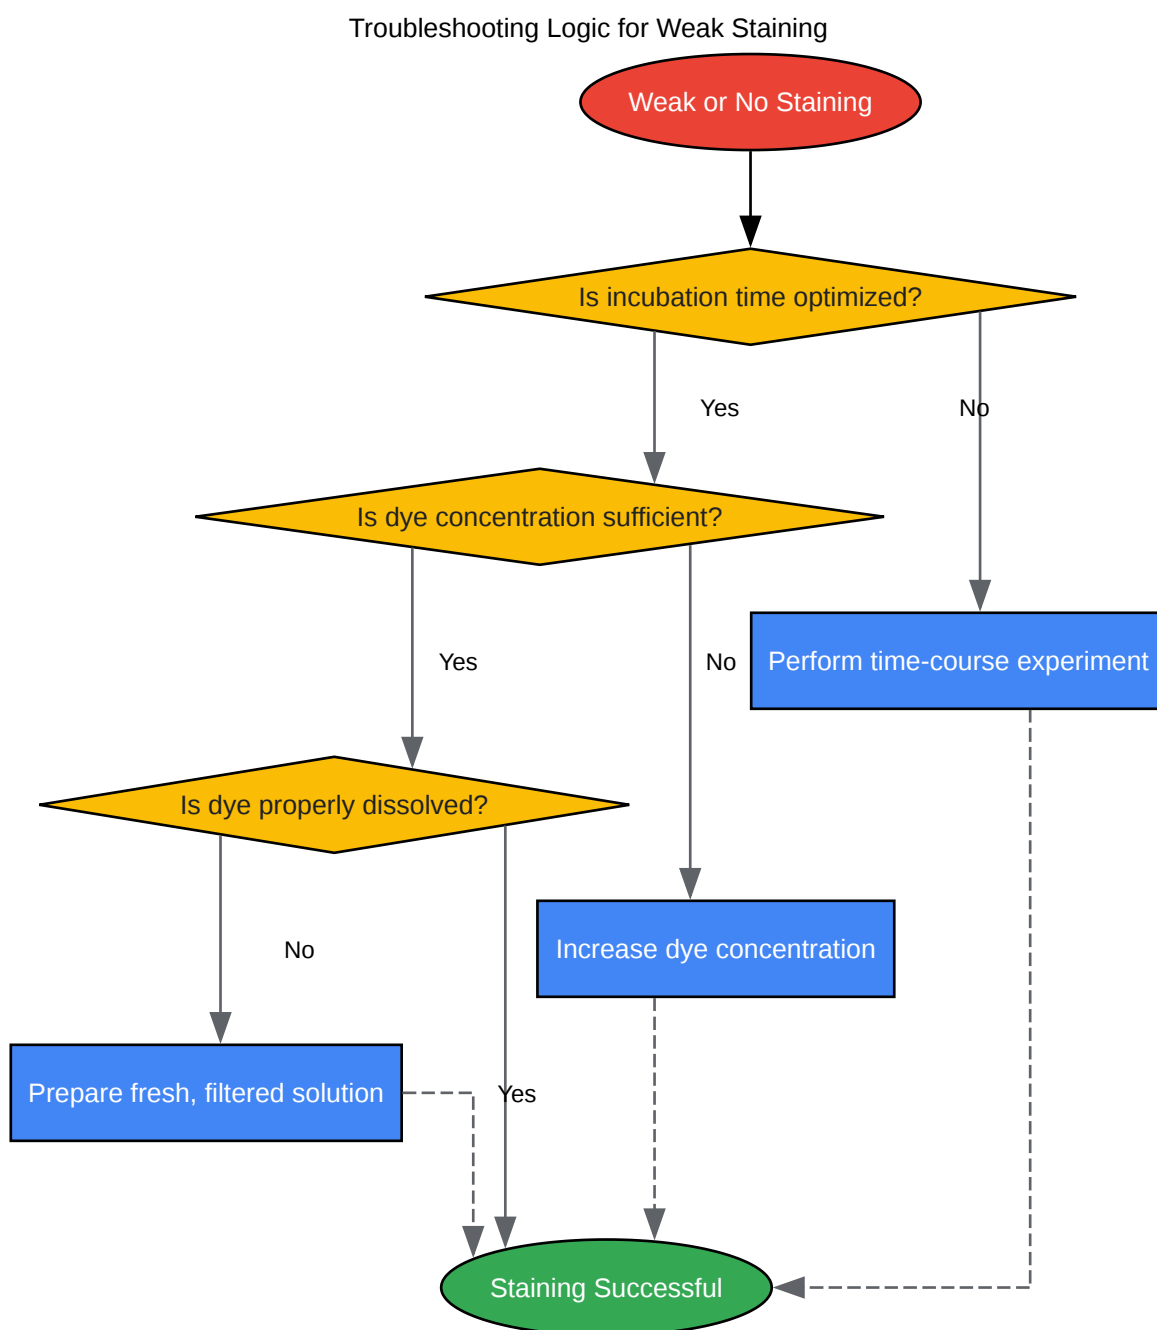 Troubleshooting Logic for Weak Staining
Weak or No Staining
Is incubation time optimized?
Yes
No
Is dye concentration sufficient?
Yes
No
Perform time-course experiment
Is dye properly dissolved?
No
Increase dye concentration
Prepare fresh, filtered solution
Yes
Staining Successful